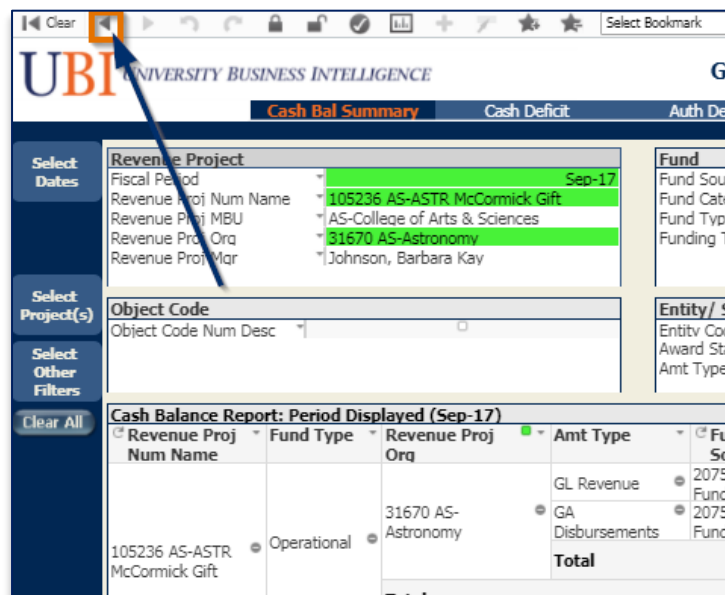 Clear
Select Bookmark
UBI UNIVERSITY BUSINESS INTELLIGENCE
G
Cash Bal Summary Cash Deficit Auth De
Select Dates
Revenue Project
Fiscal Period Sep-17
Revenue Proj Num Name 105236 AS-ASTR McCormick Gift
Revenue Proj MBU AS-College of Arts & Sciences
Revenue Proj Org 31670 AS-Astronomy
Revenue Proj Mgr Johnson, Barbara Kay
Fund
Fund Sou
Fund Cate
Fund Typ
Funding T
Select Project(s)
Object Code
Object Code Num Desc
Entity/ S
Entity Co
Award Sta
Amt Type
Select Other Filters
Clear All
Cash Balance Report: Period Displayed (Sep-17)
Revenue Proj Num Name Fund Type Revenue Proj Org Amt Type Fu So
105236 AS-ASTR McCormick Gift
Operational
31670 AS-Astronomy
GL Revenue 2075 Fund
GA Disbursements 2075 Fund
Total